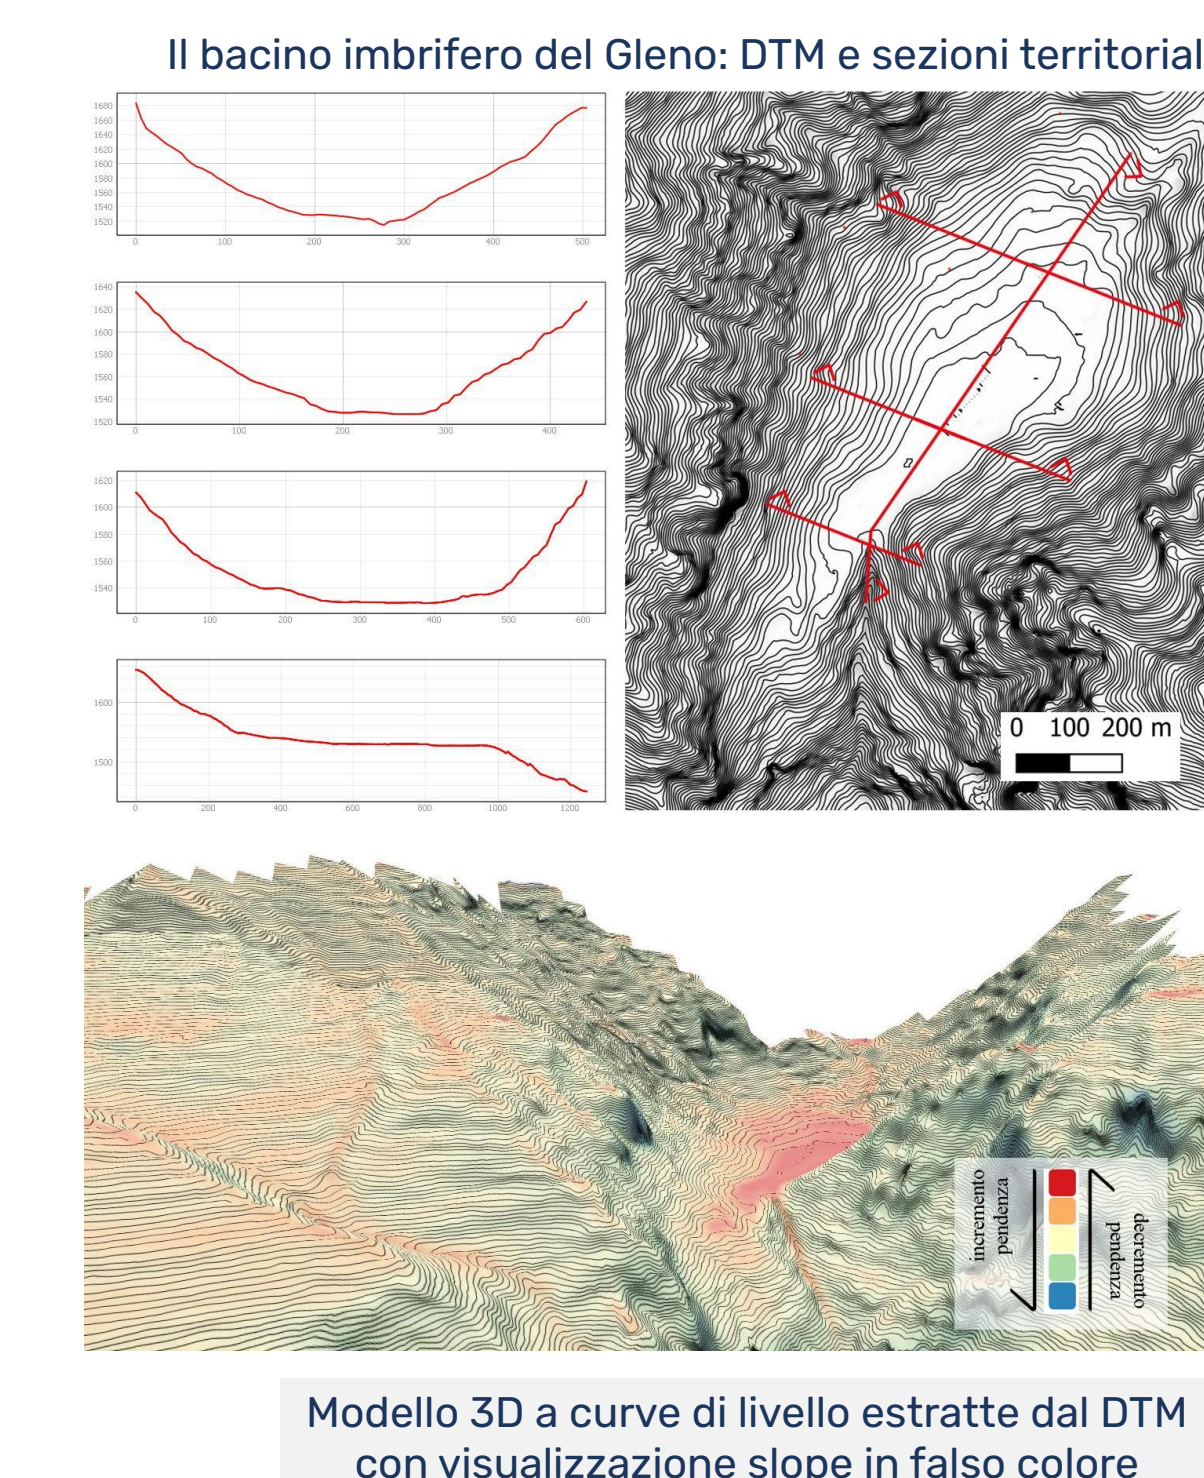 Il bacino imbrifero del Gleno: DTM e sezioni territorial
1680
1660
1640
1620
1600
1580
1560
1540
1520
0 100 200 300 400 500
1640
1620
1600
1580
1560
1540
1520
0 100 200 300 400
1620
1600
1580
1560
1540
0 100 200 300 400 500 600
1600
1500
0 200 400 600 800 1000 1200
0 100 200 m
incremento
pendenza
decremento
pendenza
Modello 3D a curve di livello estratte dal DTM
con visualizzazione slope in falso colore